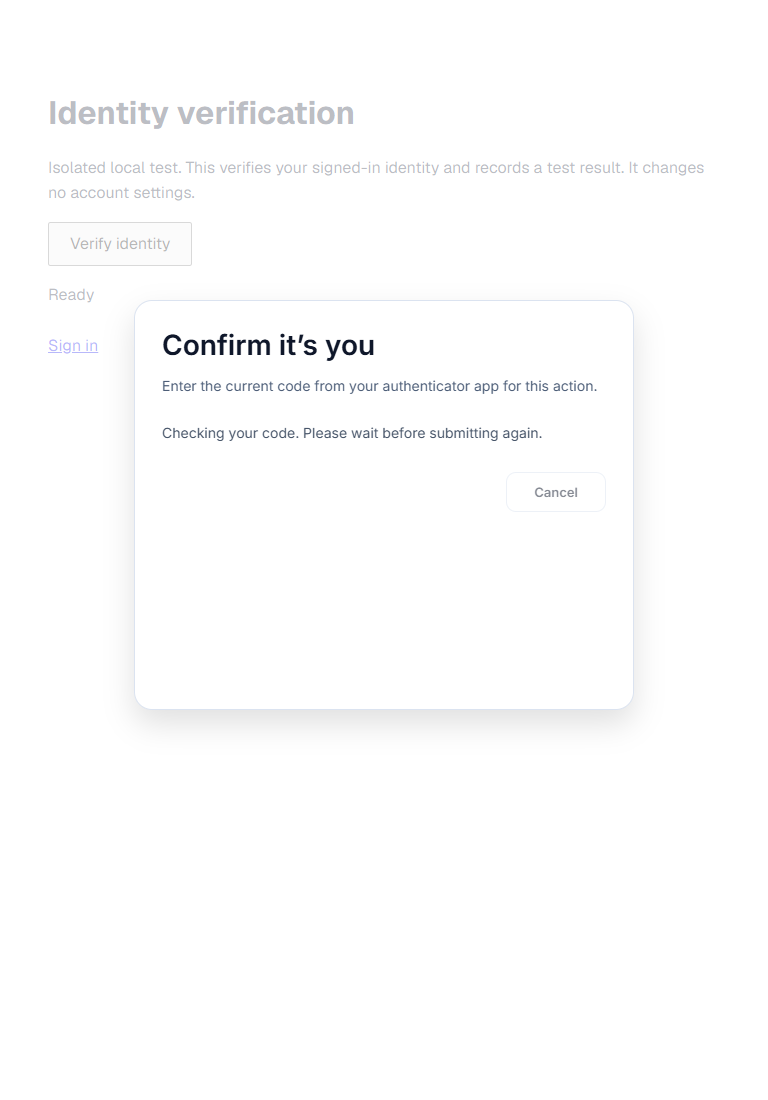 Identity verification
Isolated local test. This verifies your signed-in identity and records a test result. It changes
no account settings.
Verify identity
Ready
Sign in
Confirm it’s you
Enter the current code from your authenticator app for this action.
Checking your code. Please wait before submitting again.
Cancel